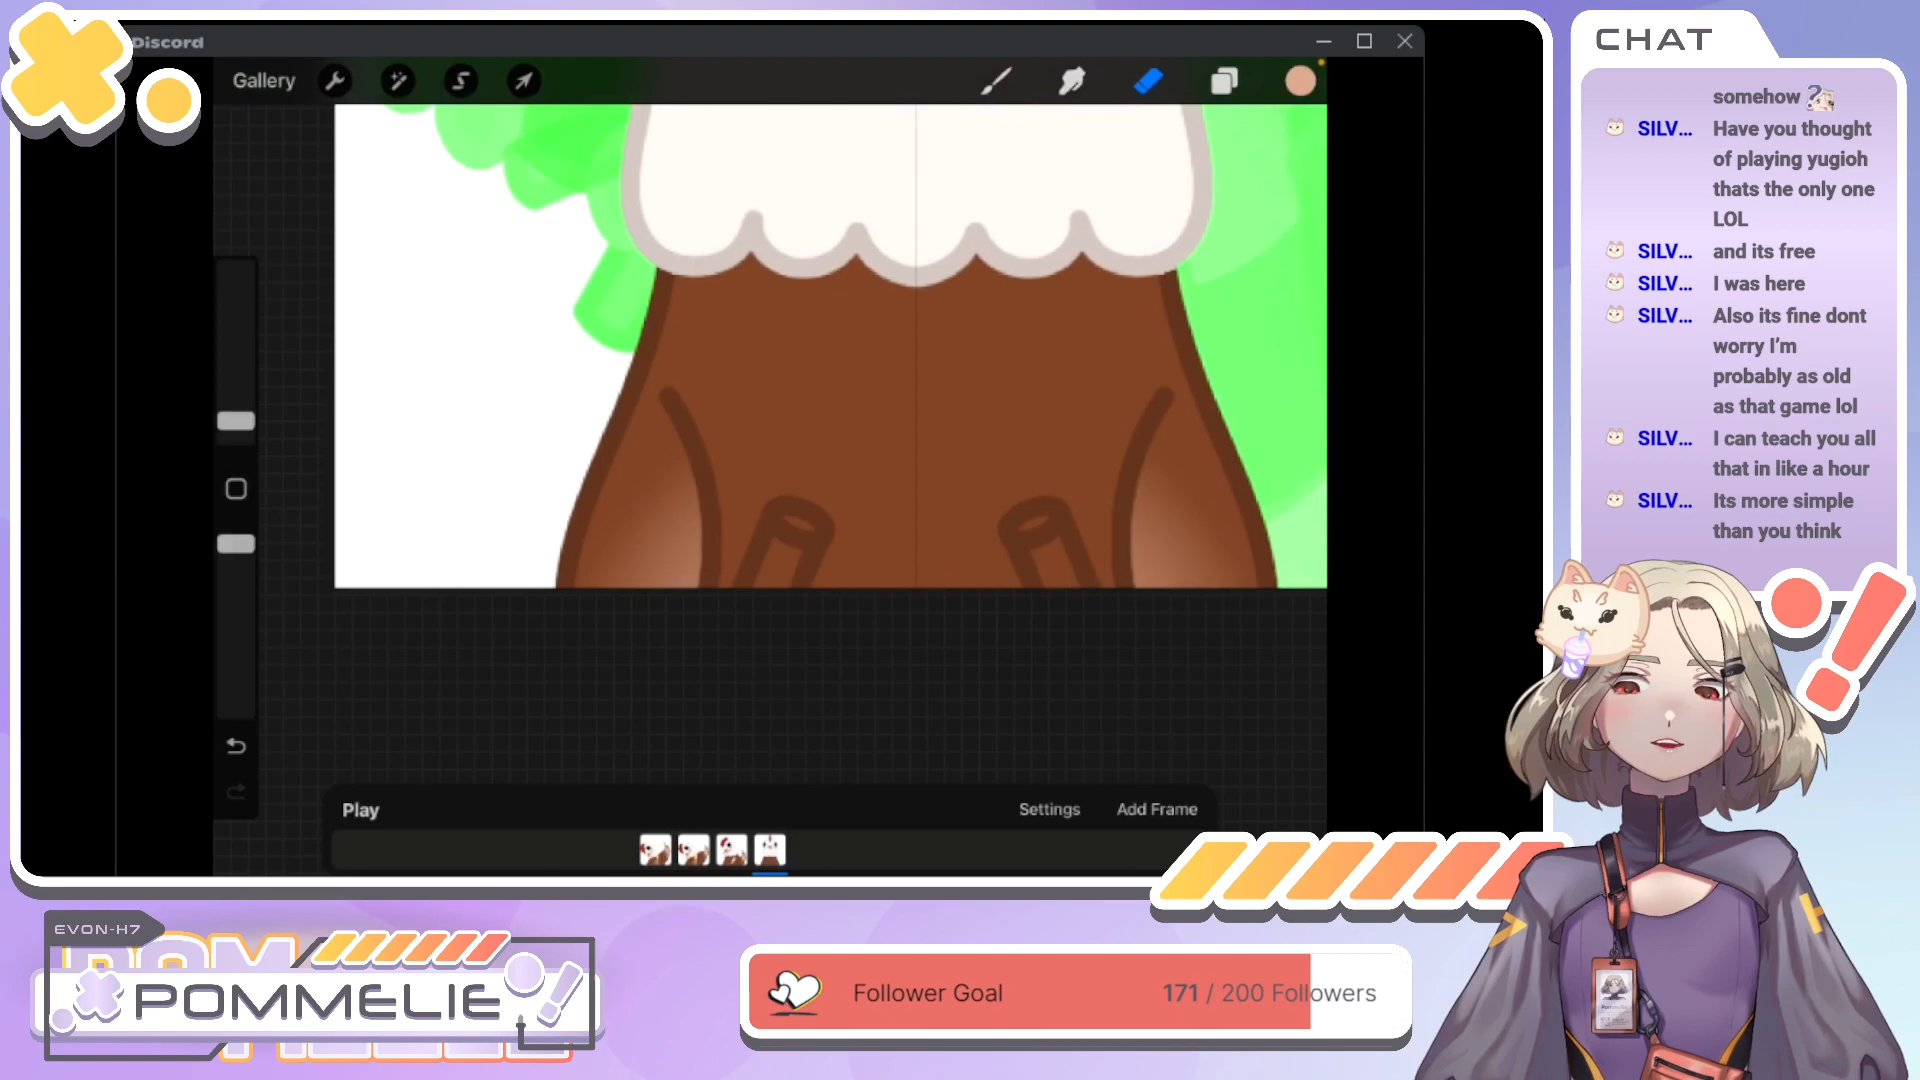 Discord
Gallery
CHAT
somehow
SILV... Have you thought
of playing yugioh
thats the only one
LOL
SILV... and its free
SILV... I was here
SILV... Also its fine dont
worry I'm
probably as old
as that game lol
SILV... I can teach you all
that in like a hour
SILV... Its more simple
than you think
Play
Settings
Add Frame
EVON-H7
POMMELIE
Follower Goal
171 / 200 Followers